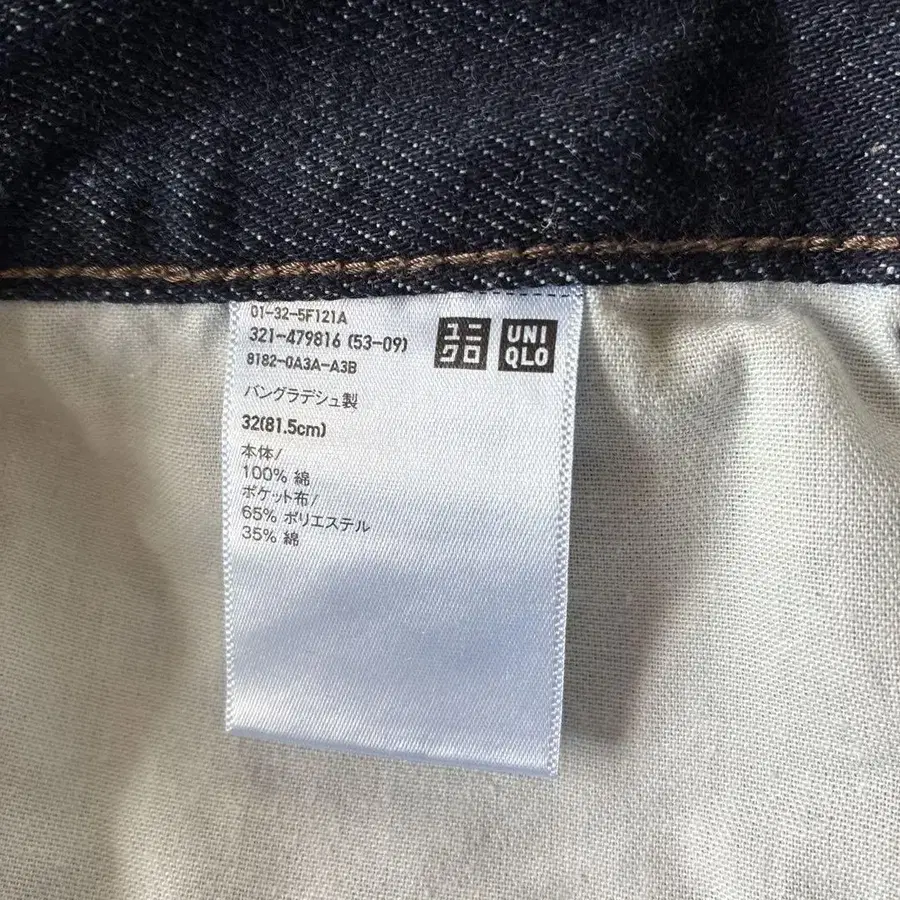 01-32-5F121A
321-479816 (53-09)
8182-0A3A-A3B
ユニ
クロ
UNI
QLO
バングラデシュ製
32(81.5cm)
本体/
100% 綿
ポケット布/
65% ポリエステル
35% 綿